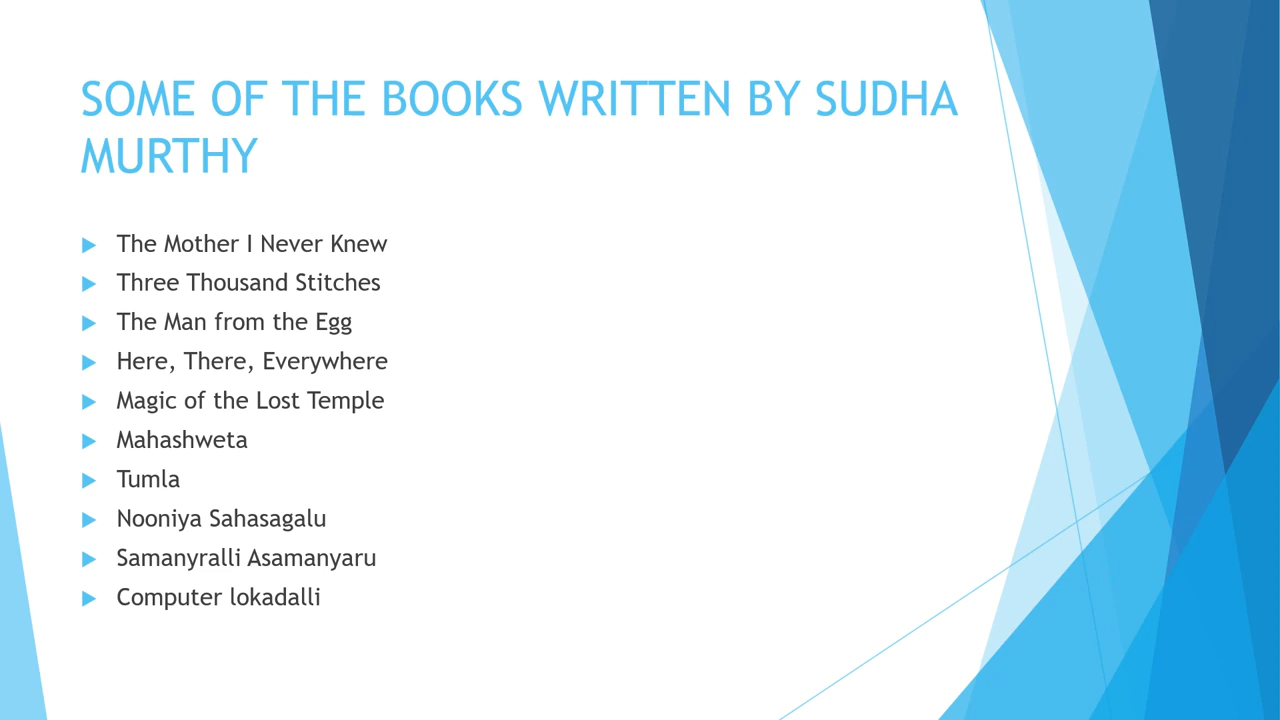 SOME OF THE BOOKS WRITTEN BY SUDHA
MURTHY
The Mother I Never Knew
Three Thousand Stitches
The Man from the Egg
Here, There, Everywhere
Magic of the Lost Temple
Mahashweta
Tumla
Nooniya Sahasagalu
Samanyralli Asamanyaru
Computer lokadalli